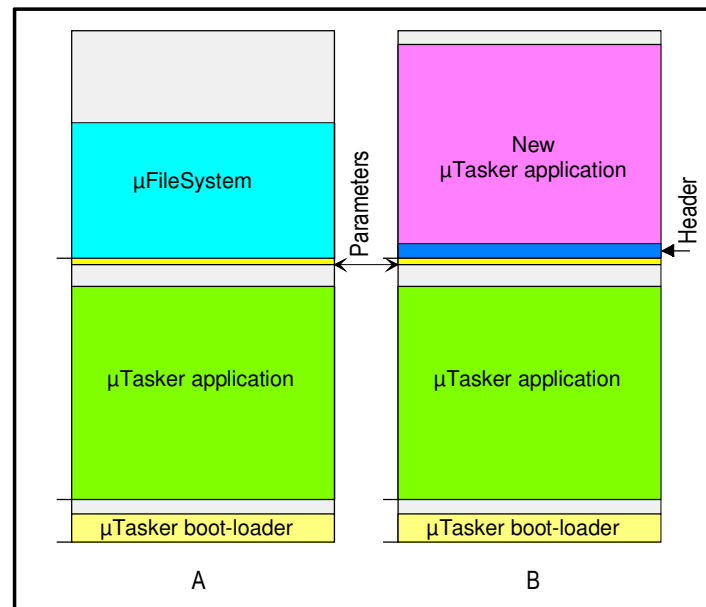 µFileSystem
µTasker application
µTasker boot-loader
A
Parameters
New
µTasker application
Header
µTasker application
µTasker boot-loader
B